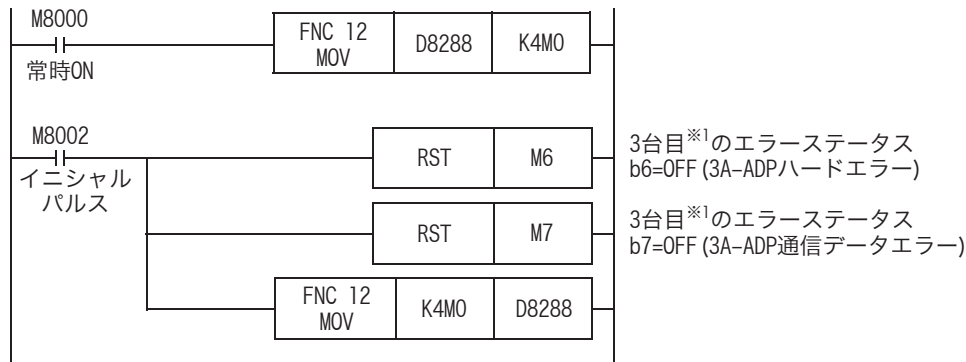 M8000
常時ON
FNC 12
MOV
D8288
K4M0
M8002
イニシャル
パルス
RST
M6
3台目※1のエラーステータス
b6=OFF (3A-ADPハードエラー)
RST
M7
3台目※1のエラーステータス
b7=OFF (3A-ADP通信データエラー)
FNC 12
MOV
K4M0
D8288